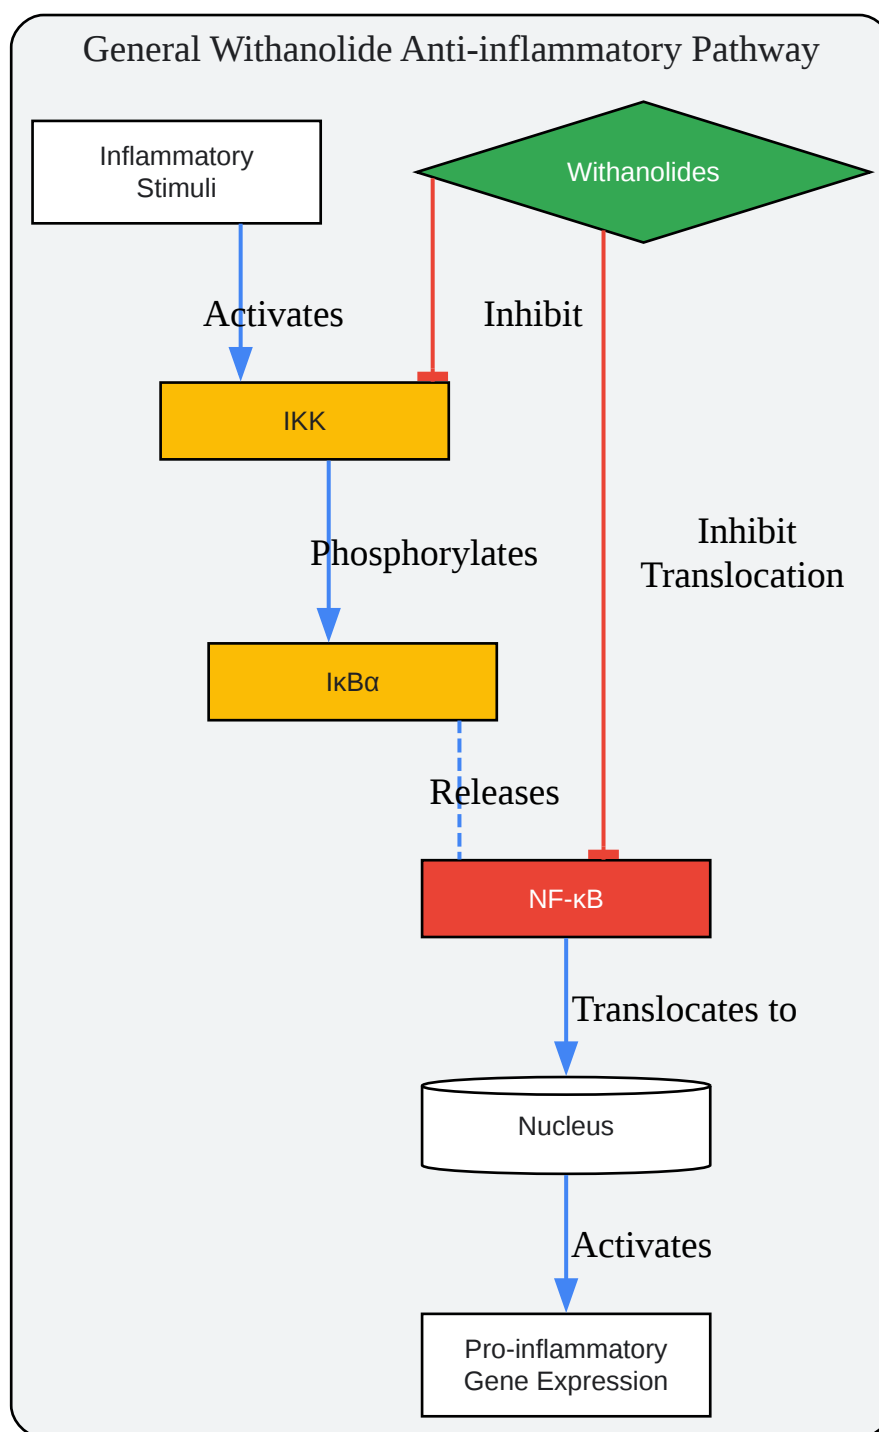 General Withanolide Anti-inflammatory Pathway
Inflammatory
Stimuli
Withanolides
Activates
Inhibit
IKK
Phosphorylates
Inhibit
Translocation
IκBα
Releases
NF-κB
Translocates to
Nucleus
Activates
Pro-inflammatory
Gene Expression